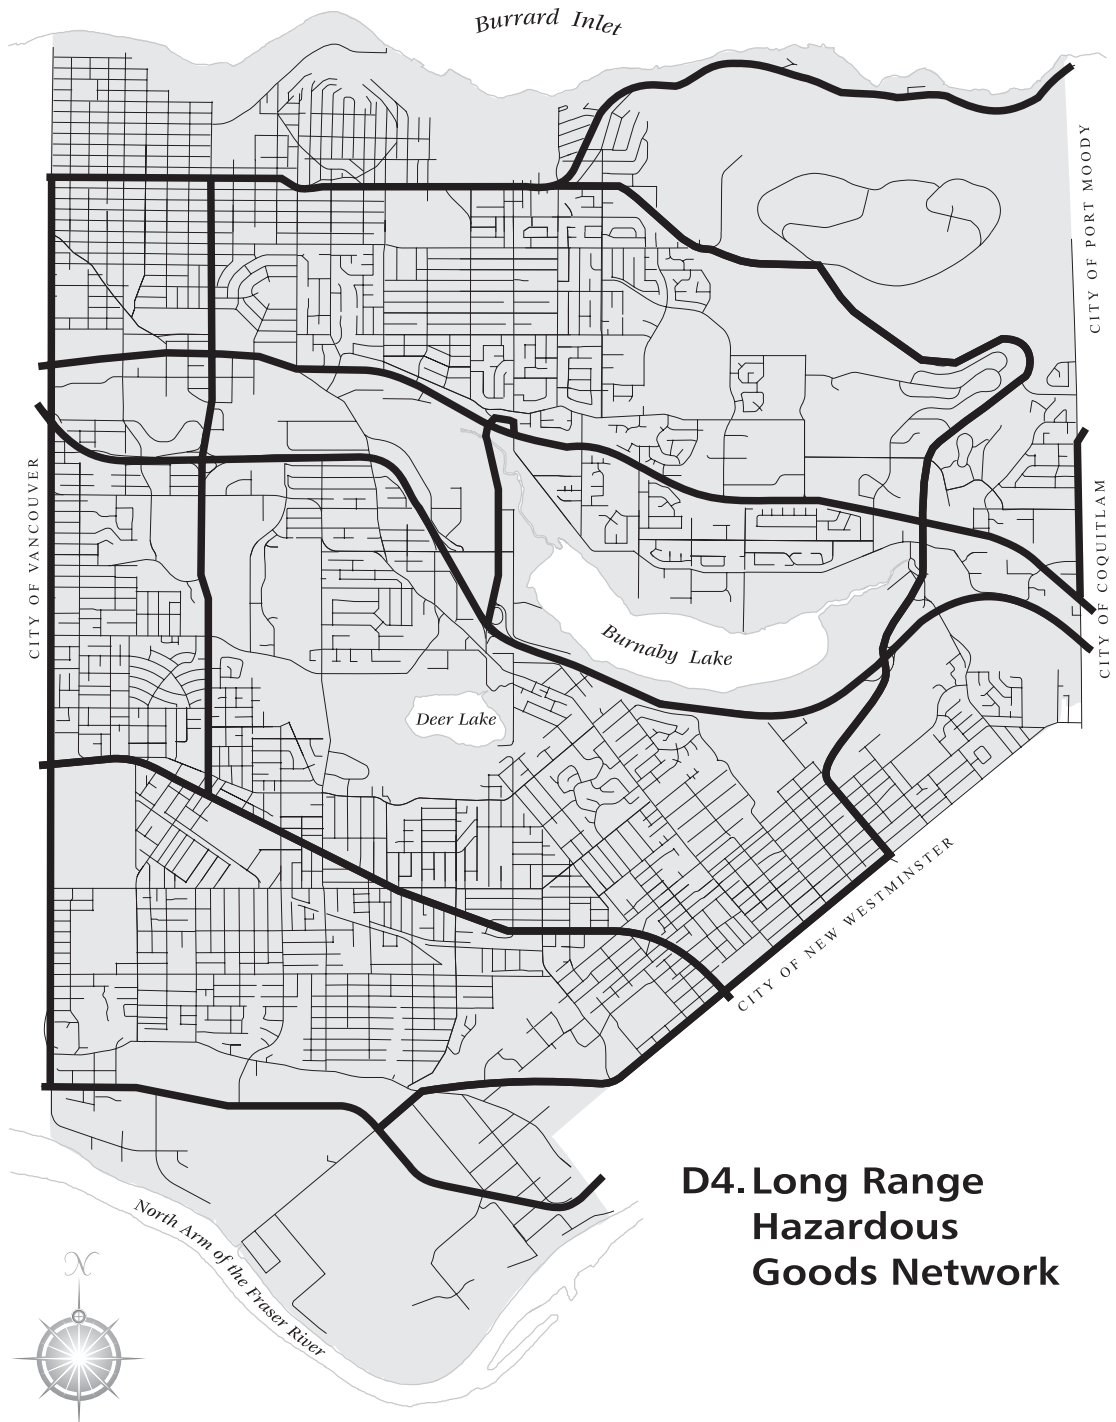 Burrard Inlet
CITY OF PORT MOODY
CITY OF VANCOUVER
CITY OF COQUITLAM
Burnaby Lake
Deer Lake
CITY OF NEW WESTMINSTER
D4. Long Range
Hazardous
Goods Network
North Arm of the Fraser River
N